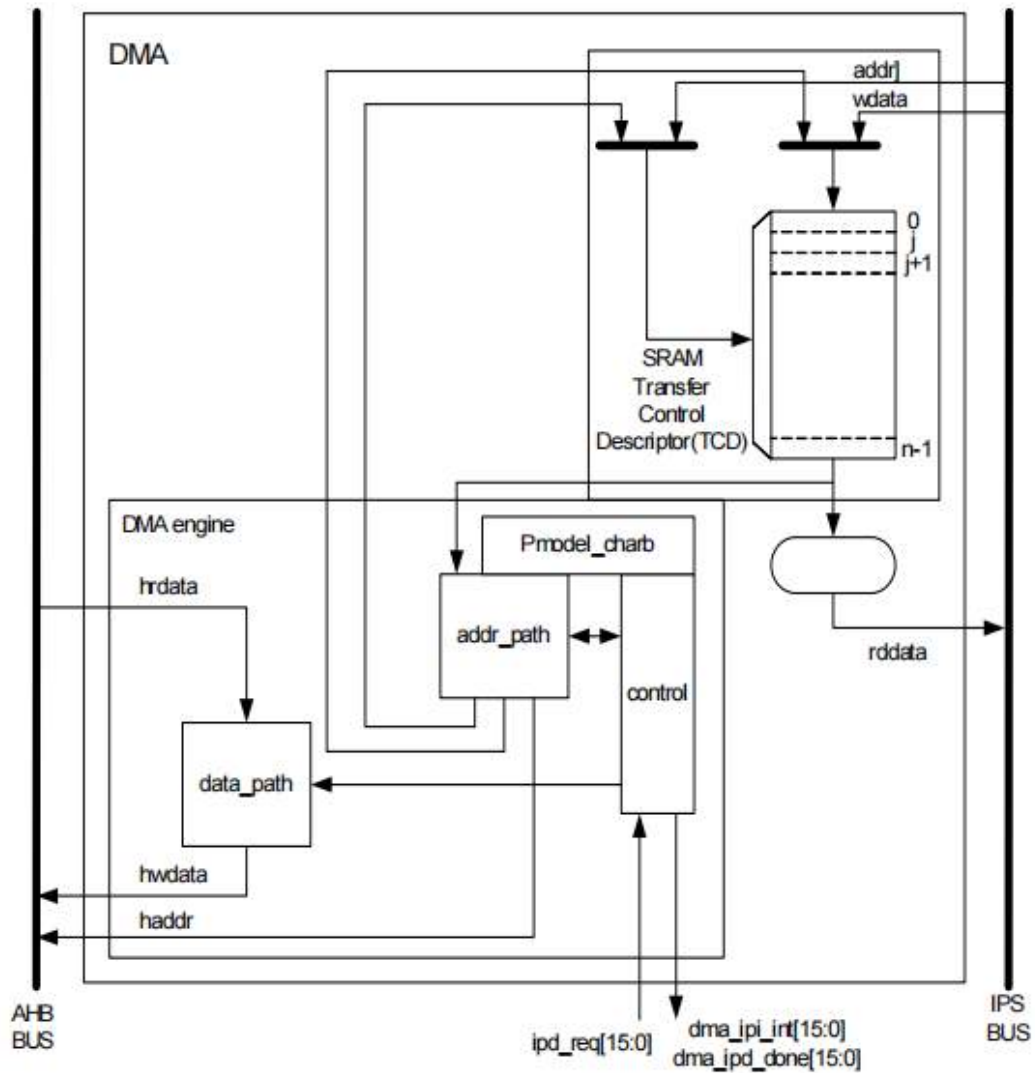 DMA
addr]
wdata
0
j
j+1
SRAM
Transfer
Control
Descriptor(TCD)
n-1
DMA engine
Pmodel_charb
hrdata
addr_path
rddata
control
data_path
hwdata
haddr
AHB
BUS
IPS
BUS
ipd_req[15:0]
dma_ipi_int[15:0]
dma_ipd_done[15:0]